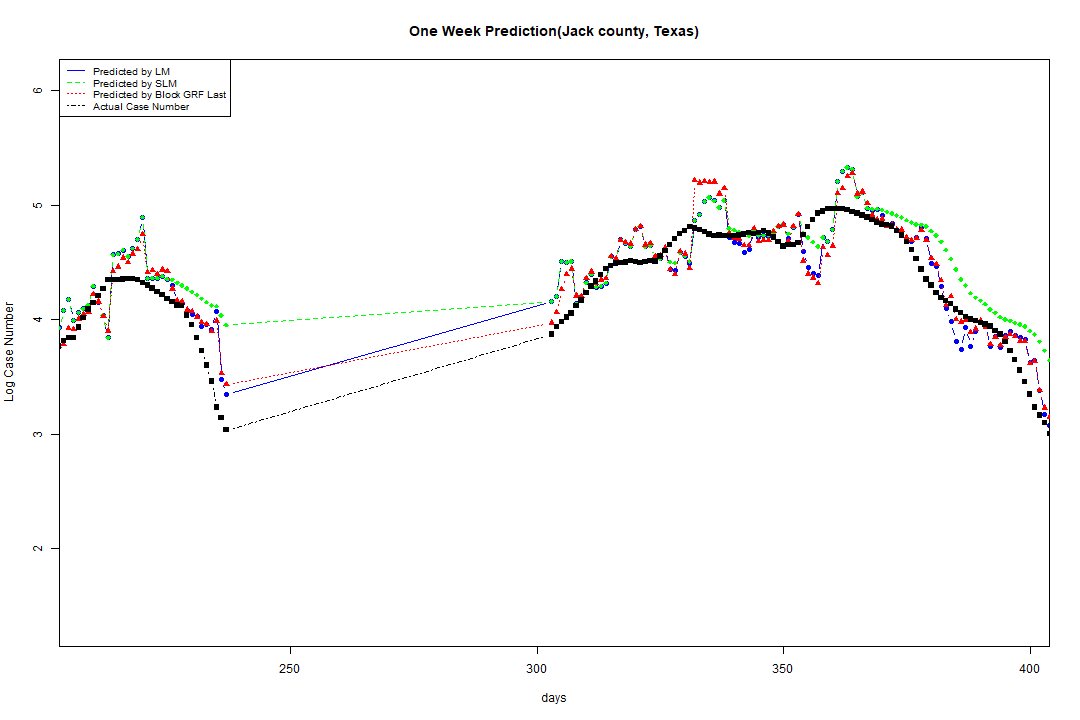 One Week Prediction(Jack county, Texas)
Predicted by LM
Predicted by SLM
Predicted by Block GRF Last
Actual Case Number
6
5
4
3
2
Log Case Number
250
300
350
400
days